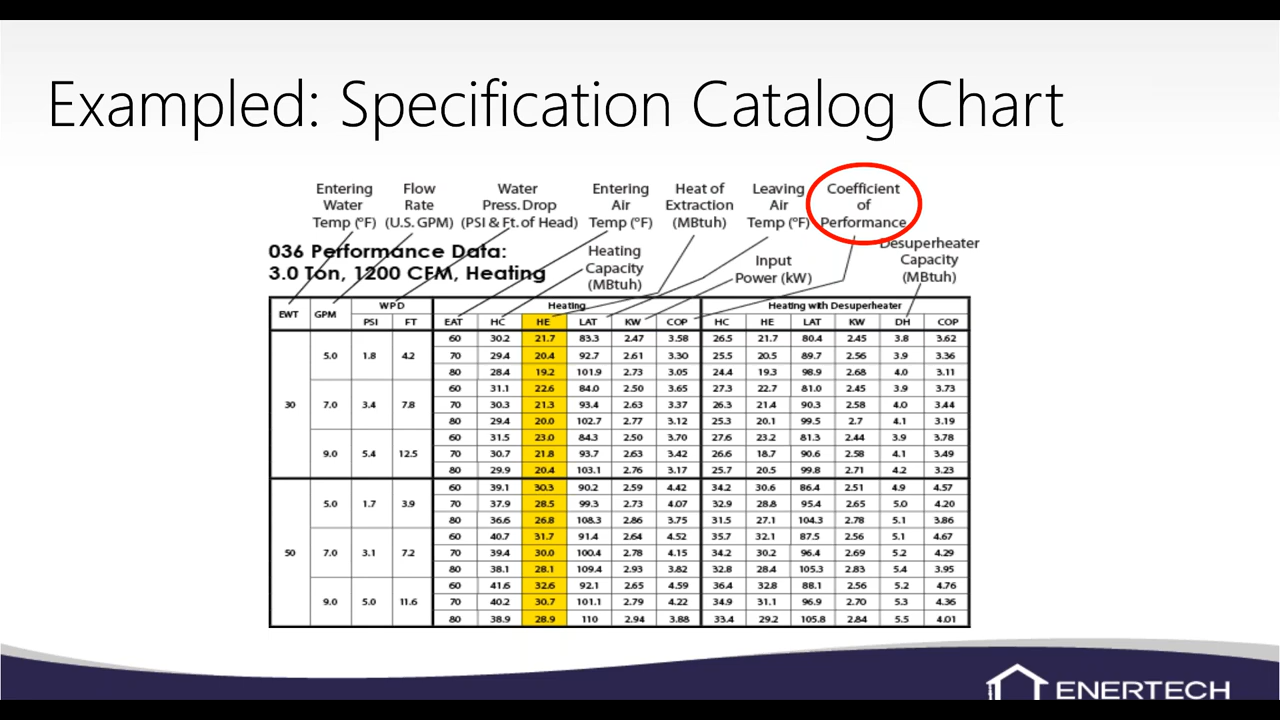 Exampled: Specification Catalog Chart
Entering Water Temp (°F)
Flow Rate (U.S. GPM)
Water Press. Drop (PSI & Ft. of Head)
Entering Air Temp (°F)
Heat of Extraction (MBtuh)
Leaving Air Temp (°F)
Coefficient of Performance
036 Performance Data:
3.0 Ton, 1200 CFM, Heating
Heating Capacity (MBtuh)
Input Power (kW)
Desuperheater Capacity (MBtuh)
EWT GPM WPD Heating Heating with Desuperheater
PSI FT EAT HC HE LAT KW COP HC HE LAT KW DH COP
60 30.2 21.7 83.3 2.47 3.58 26.5 21.7 80.4 2.45 3.8 3.62
5.0 1.8 4.2 70 29.4 20.4 92.7 2.61 3.30 25.5 20.5 89.7 2.56 3.9 3.36
80 28.4 19.2 101.9 2.73 3.05 24.4 19.3 98.9 2.68 4.0 3.11
60 31.1 22.6 84.0 2.50 3.65 27.3 22.7 81.0 2.45 3.9 3.73
30 7.0 3.4 7.8 70 30.3 21.3 93.4 2.63 3.37 26.3 21.4 90.3 2.58 4.0 3.44
80 29.4 20.0 102.7 2.77 3.12 25.3 20.1 99.5 2.7 4.1 3.19
60 31.5 23.0 84.3 2.50 3.70 27.6 23.2 81.3 2.44 3.9 3.78
9.0 5.4 12.5 70 30.7 21.8 93.7 2.63 3.42 26.6 18.7 90.6 2.58 4.1 3.49
80 29.9 20.4 103.1 2.76 3.17 25.7 20.5 99.8 2.71 4.2 3.23
60 39.1 30.3 90.2 2.59 4.42 34.2 30.6 86.4 2.51 4.9 4.57
5.0 1.7 3.9 70 37.9 28.5 99.3 2.73 4.07 32.9 28.8 95.4 2.65 5.0 4.20
80 36.6 26.8 108.3 2.86 3.75 31.5 27.1 104.3 2.78 5.1 3.86
60 40.7 31.7 91.4 2.64 4.52 35.7 32.1 87.5 2.56 5.1 4.67
50 7.0 3.1 7.2 70 39.4 30.0 100.4 2.78 4.15 34.2 30.2 96.4 2.69 5.2 4.29
80 38.1 28.1 109.4 2.93 3.82 32.8 28.4 105.3 2.83 5.4 3.95
60 41.6 32.6 92.1 2.65 4.59 36.4 32.8 88.1 2.56 5.2 4.76
9.0 5.0 11.6 70 40.2 30.7 101.1 2.79 4.22 34.9 31.1 96.9 2.70 5.3 4.36
80 38.9 28.9 110 2.94 3.88 33.4 29.2 105.8 2.84 5.5 4.01
ENERTECH